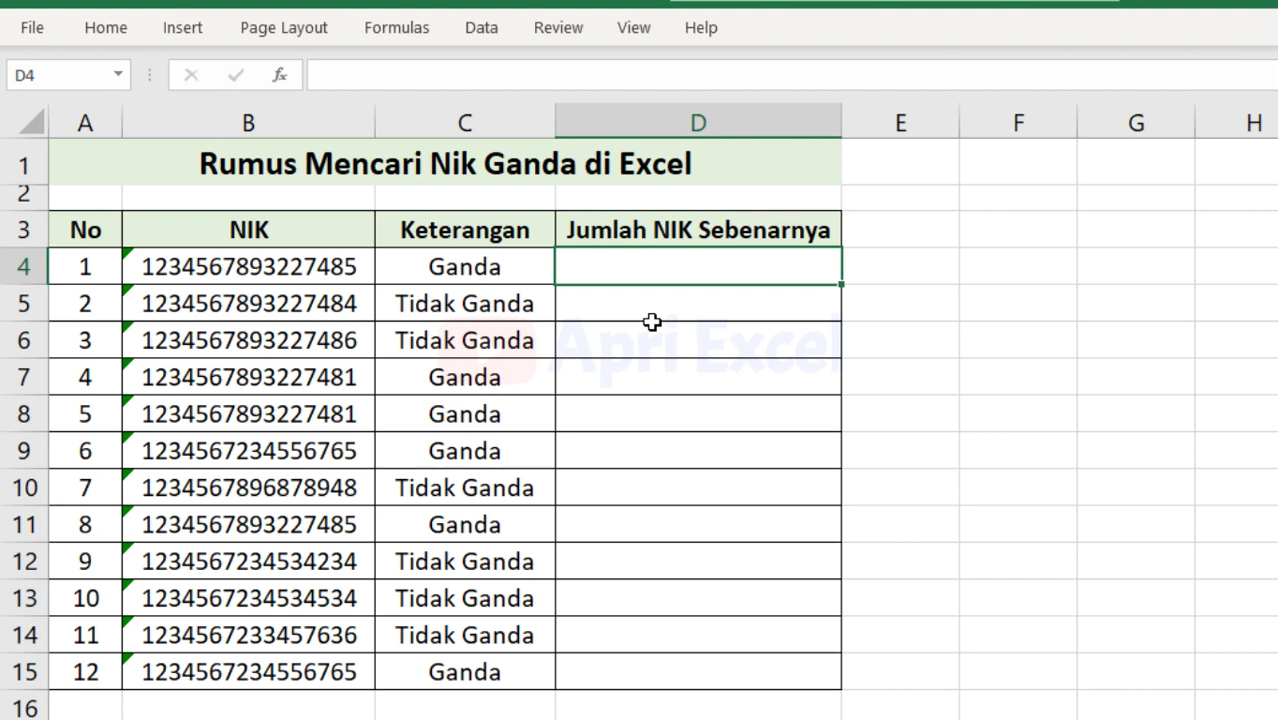 File Home Insert Page Layout Formulas Data Review View Help
D4 fx
A B C D E F G H
1 Rumus Mencari Nik Ganda di Excel
2
3 No NIK Keterangan Jumlah NIK Sebenarnya
4 1 1234567893227485 Ganda
5 2 1234567893227484 Tidak Ganda
6 3 1234567893227486 Tidak Ganda
Apri Excel
7 4 1234567893227481 Ganda
8 5 1234567893227481 Ganda
9 6 1234567234556765 Ganda
10 7 1234567896878948 Tidak Ganda
11 8 1234567893227485 Ganda
12 9 1234567234534234 Tidak Ganda
13 10 1234567234534534 Tidak Ganda
14 11 1234567233457636 Tidak Ganda
15 12 1234567234556765 Ganda
16